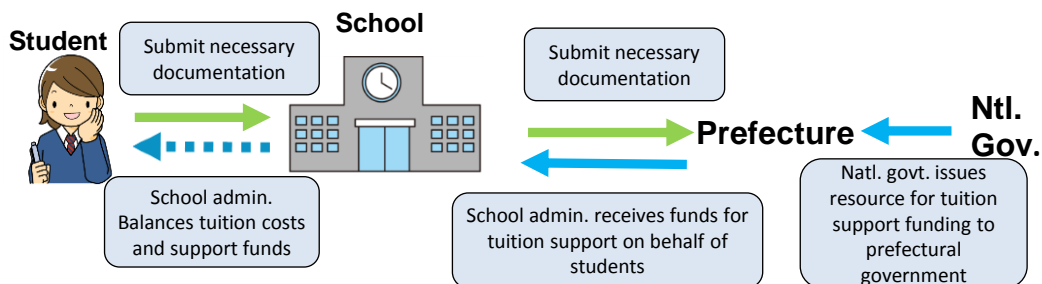 Student
Submit necessary
documentation
School
Submit necessary
documentation
Prefecture
Ntl.
Gov.
School admin.
Balances tuition costs
and support funds
School admin. receives funds for
tuition support on behalf of
students
Natl. govt. issues
resource for tuition
support funding to
prefectural
government